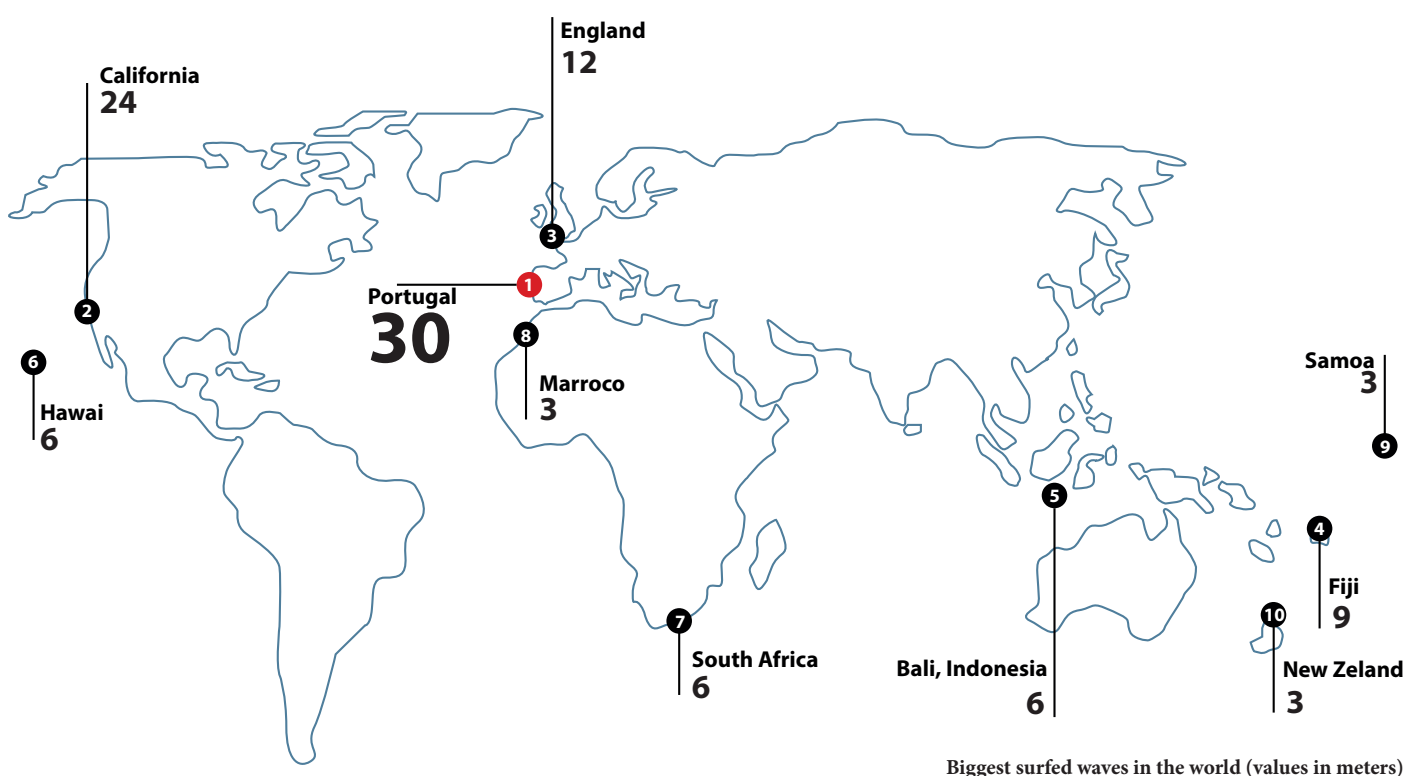 England
12
California
24
3
1
Portugal
30
2
8
6
Marroco
3
Samoa
3
Hawai
6
9
5
4
Fiji
9
10
7
South Africa
6
Bali, Indonesia
6
New Zeland
3
Biggest surfed waves in the world (values in meters)